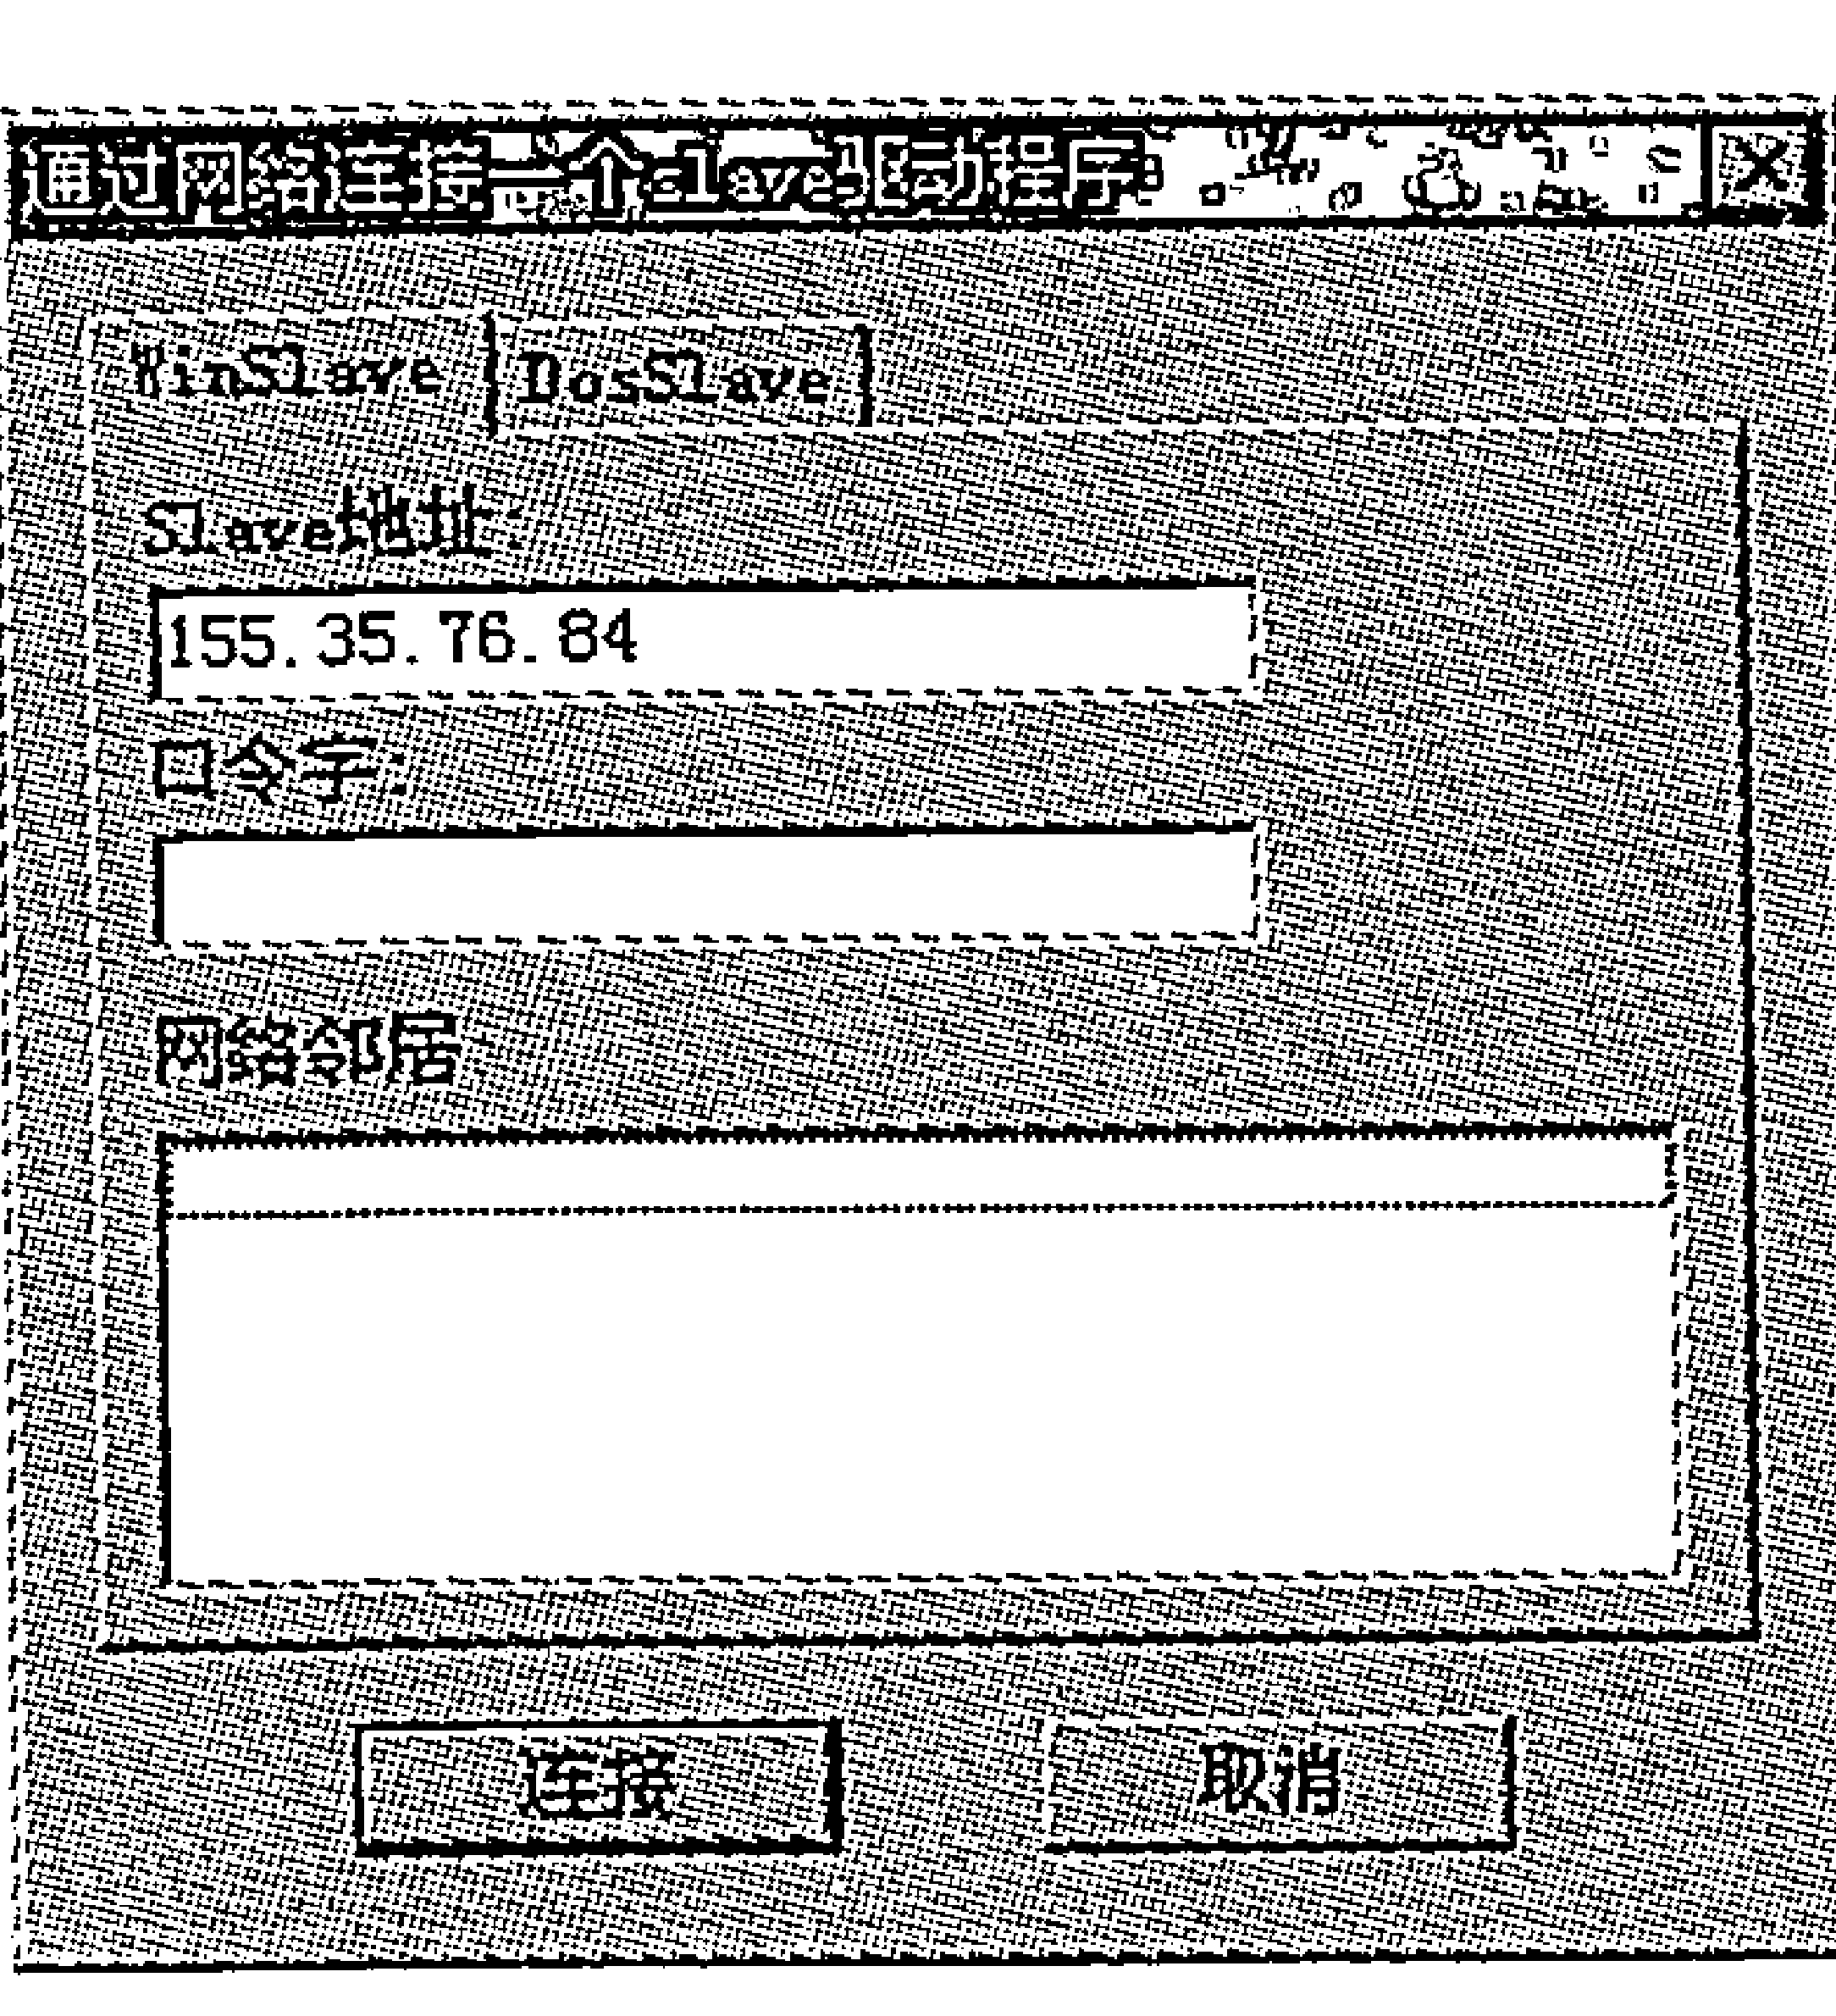 通过网络连接一个slave驱动程序
WinSlave DosSlave
Slave地址:
155.35.76.84
口令字:
网络邻居
连接 取消